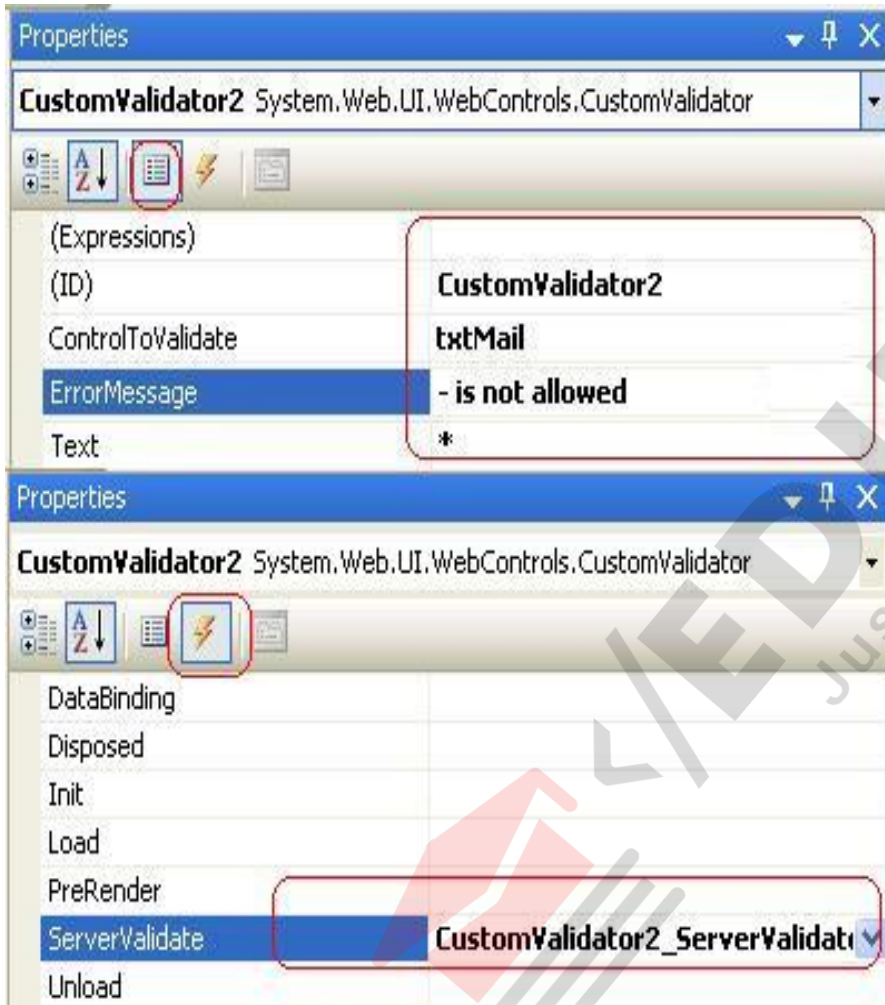 Properties
CustomValidator2 System.Web.UI.WebControls.CustomValidator
(Expressions)
(ID) CustomValidator2
ControlToValidate txtMail
ErrorMessage - is not allowed
Text *
Properties
CustomValidator2 System.Web.UI.WebControls.CustomValidator
DataBinding
Disposed
Init
Load
PreRender
ServerValidate CustomValidator2_ServerValidat
Unload